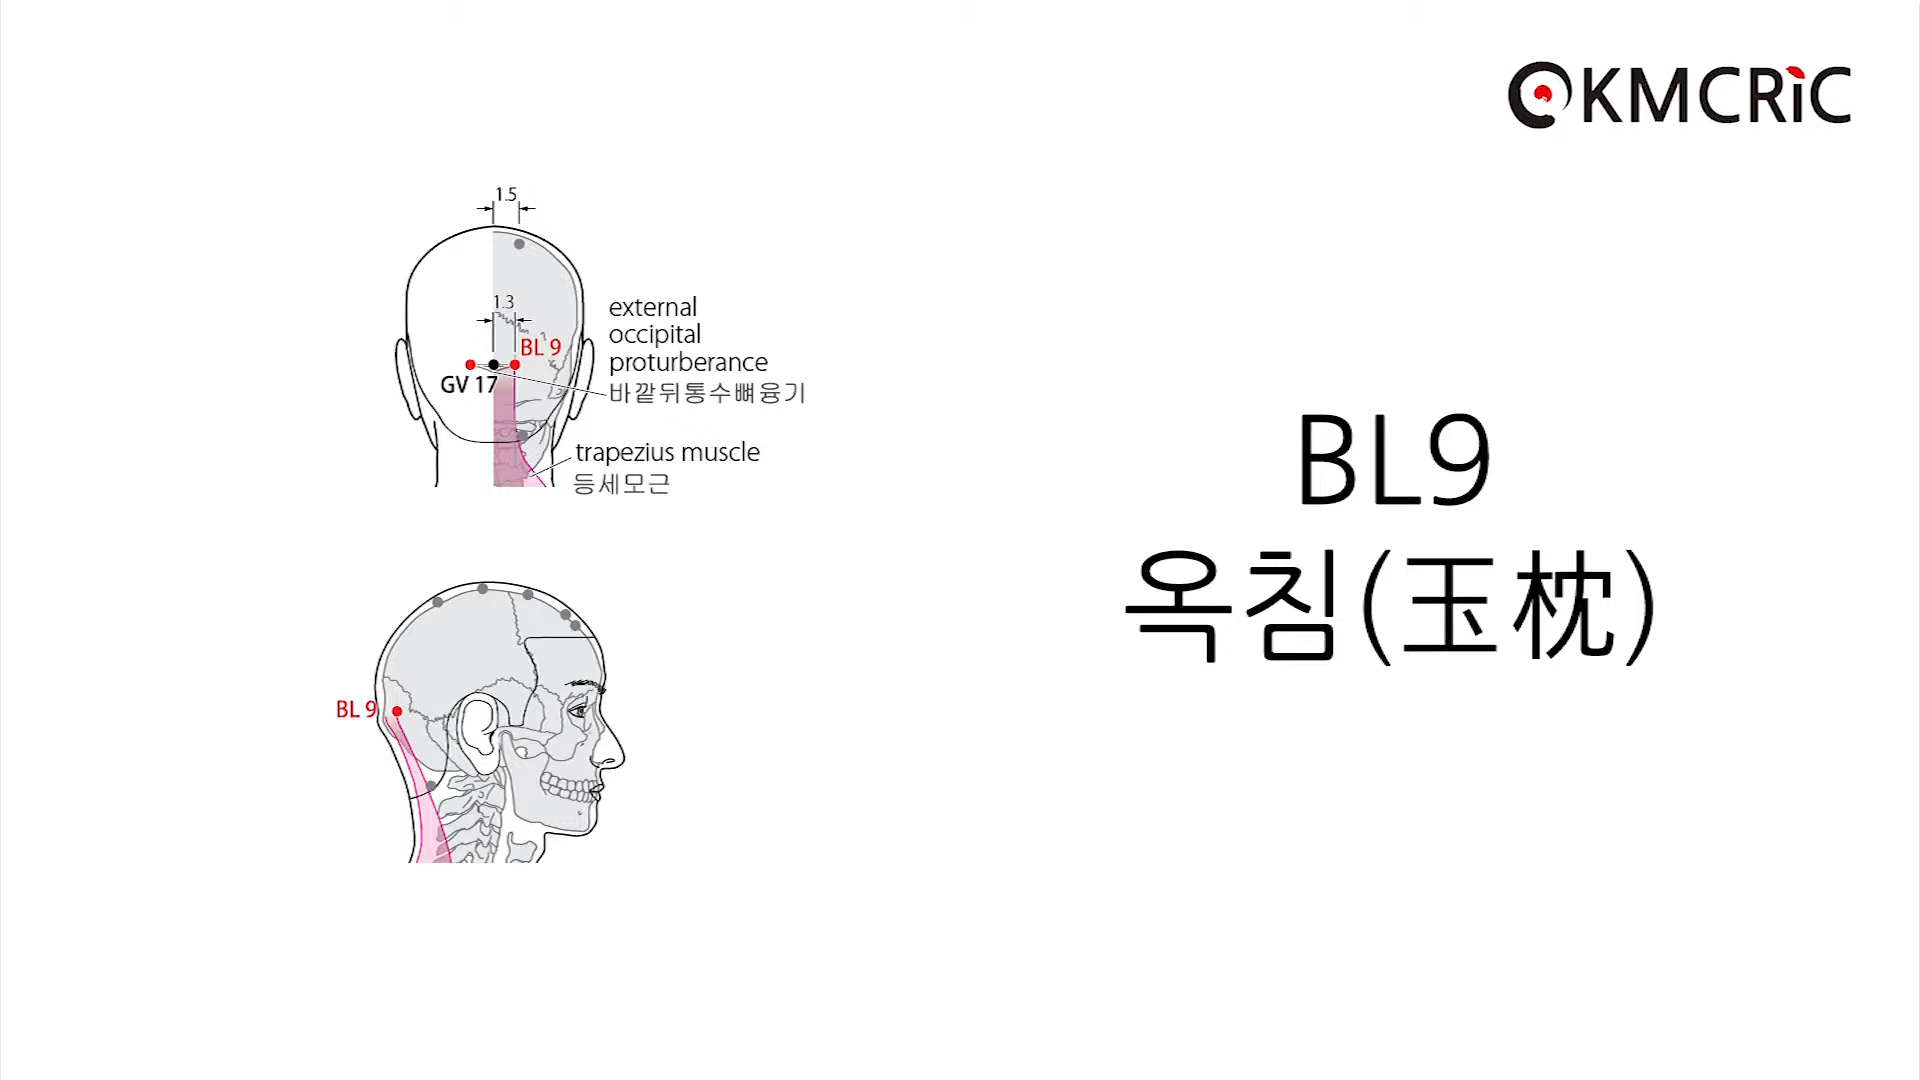 KMCRiC
1.5
1.3
BL 9
GV 17
external
occipital
proturberance
바깥뒤통수뼈융기
trapezius muscle
등세모근
BL 9
BL9
옥침(玉枕)